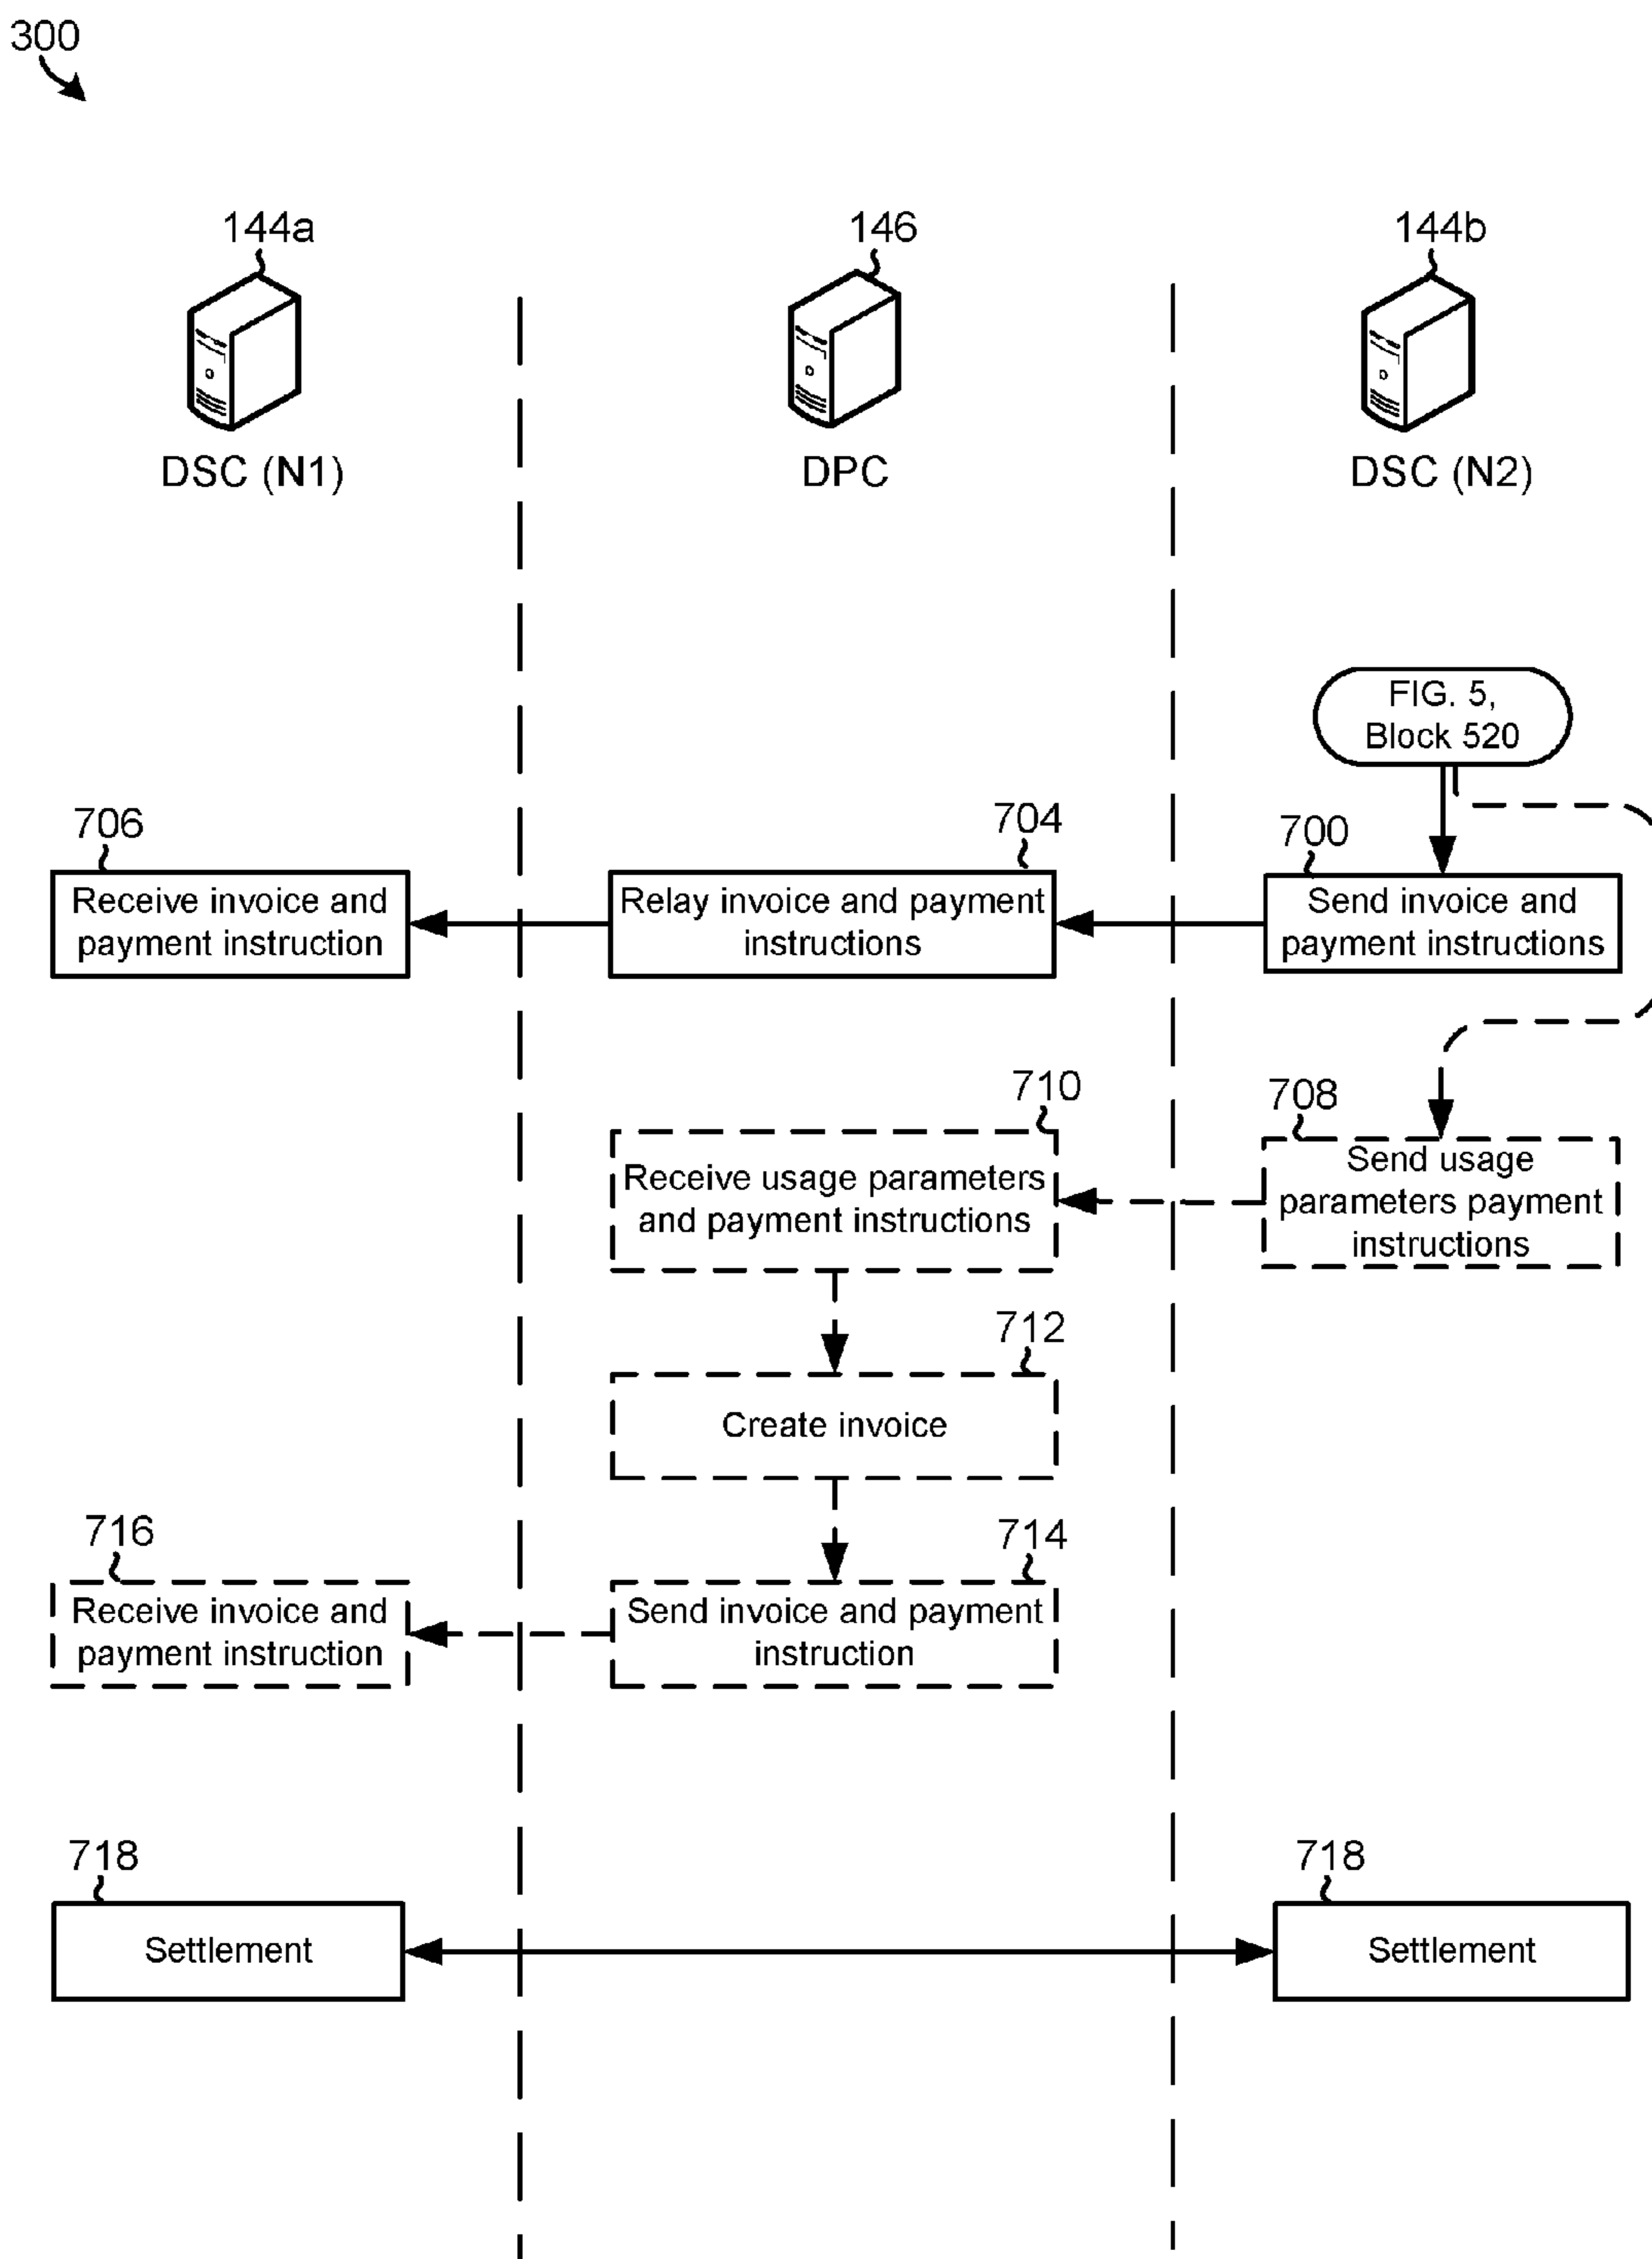 300
144a
146
144b
DSC (N1)
DPC
DSC (N2)
FIG. 5,
Block 520
706
704
700
Receive invoice and
payment instruction
Relay invoice and payment
instructions
Send invoice and
payment instructions
710
708
Receive usage parameters
and payment instructions
Send usage
parameters payment
instructions
712
Create invoice
716
714
Receive invoice and
payment instruction
Send invoice and payment
instruction
718
718
Settlement
Settlement